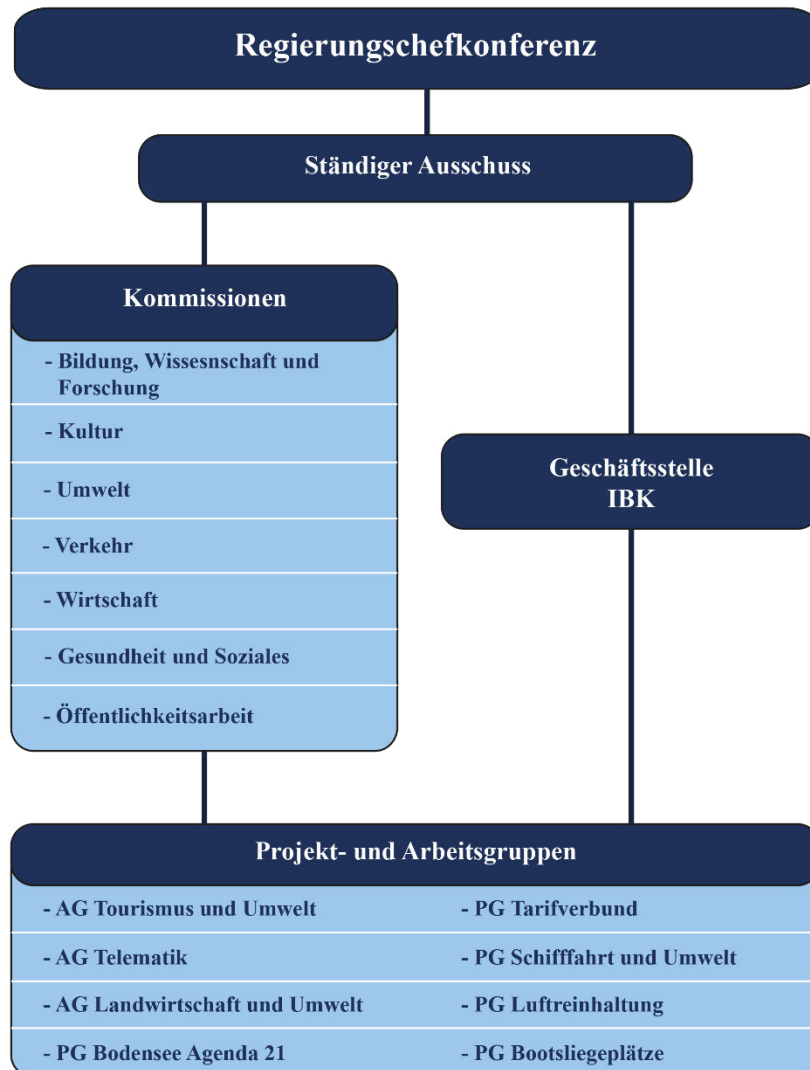 Regierungschefkonferenz
Ständiger Ausschuss
Kommissionen
- Bildung, Wissesnschaft und
Forschung
- Kultur
- Umwelt
- Verkehr
- Wirtschaft
- Gesundheit und Soziales
- Öffentlichkeitsarbeit
Geschäftsstelle
IBK
Projekt- und Arbeitsgruppen
- AG Tourismus und Umwelt
- AG Telematik
- AG Landwirtschaft und Umwelt
- PG Bodensee Agenda 21
- PG Tarifverbund
- PG Schifffahrt und Umwelt
- PG Luftreinhaltung
- PG Bootsliegeplätze